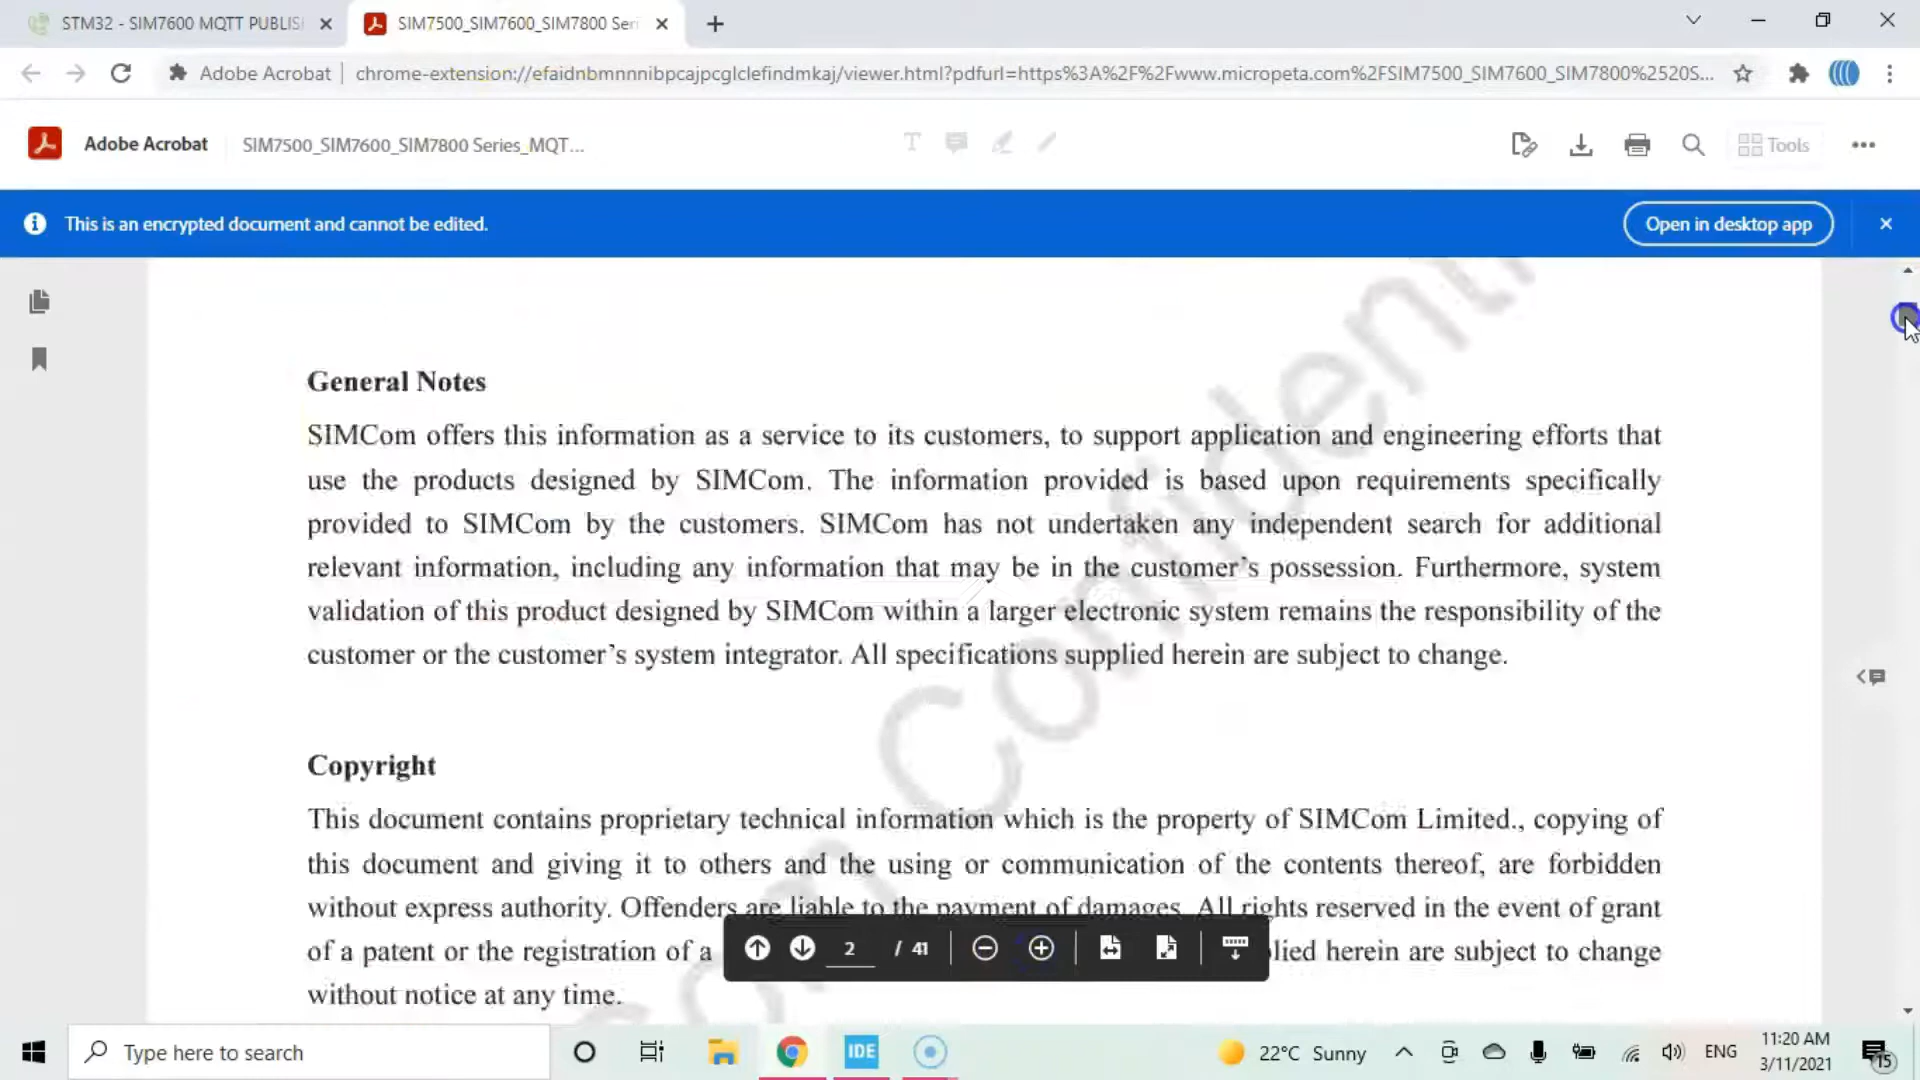 STM32 - SIM7600 MQTT PUBLIS
SIM7500_SIM7600_SIM7800 Seri
Adobe Acrobat
chrome-extension://efaidnbmnnnibpcajpcglclefindmkaj/viewer.html?pdfurl=https%3A%2F%2Fwww.micropeta.com%2FSIM7500_SIM7600_SIM7800%2520S...
Adobe Acrobat
SIM7500_SIM7600_SIM7800 Series_MQT...
Tools
This is an encrypted document and cannot be edited.
Open in desktop app
General Notes
SIMCom offers this information as a service to its customers, to support application and engineering efforts that
use the products designed by SIMCom. The information provided is based upon requirements specifically
provided to SIMCom by the customers. SIMCom has not undertaken any independent search for additional
relevant information, including any information that may be in the customer’s possession. Furthermore, system
validation of this product designed by SIMCom within a larger electronic system remains the responsibility of the
customer or the customer’s system integrator. All specifications supplied herein are subject to change.
Copyright
This document contains proprietary technical information which is the property of SIMCom Limited., copying of
this document and giving it to others and the using or communication of the contents thereof, are forbidden
without express authority. Offenders are liable to the payment of damages. All rights reserved in the event of grant
of a patent or the registration of a lied herein are subject to change
without notice at any time.
com Confidenti
2 / 41
Type here to search
IDE
22°C Sunny
ENG
11:20 AM
3/11/2021
15